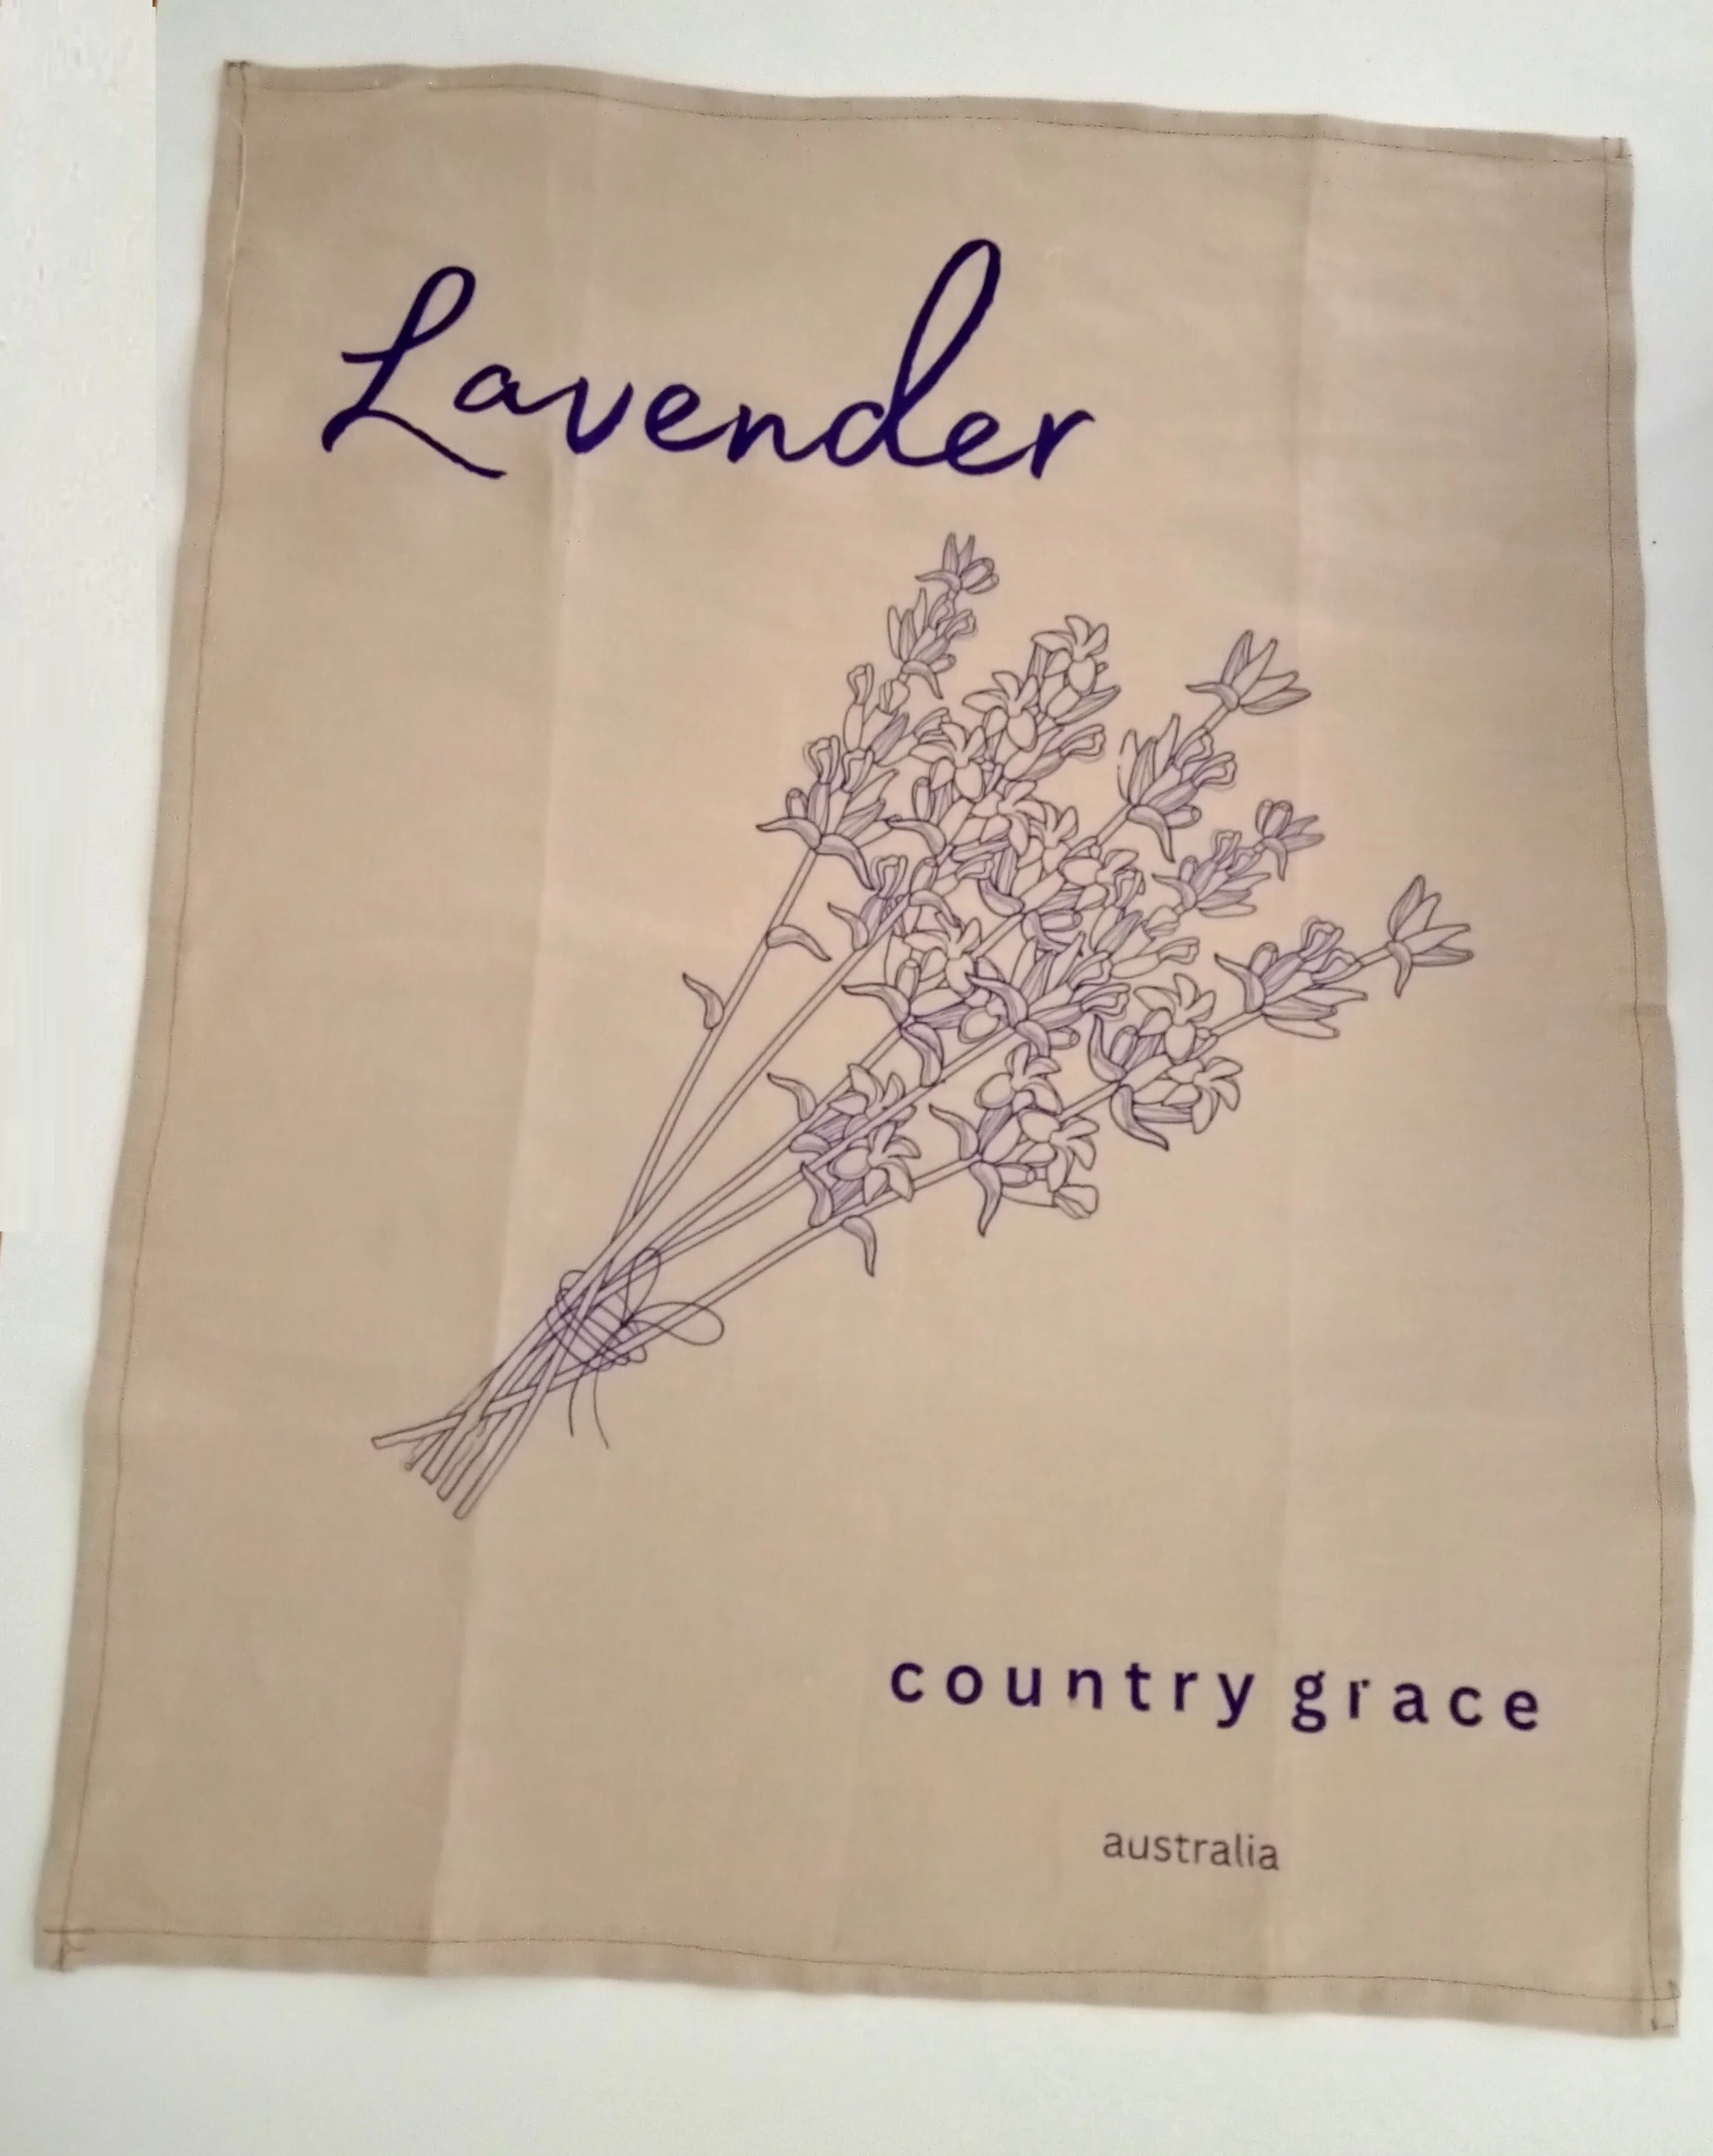 Lavender
country grace
australia